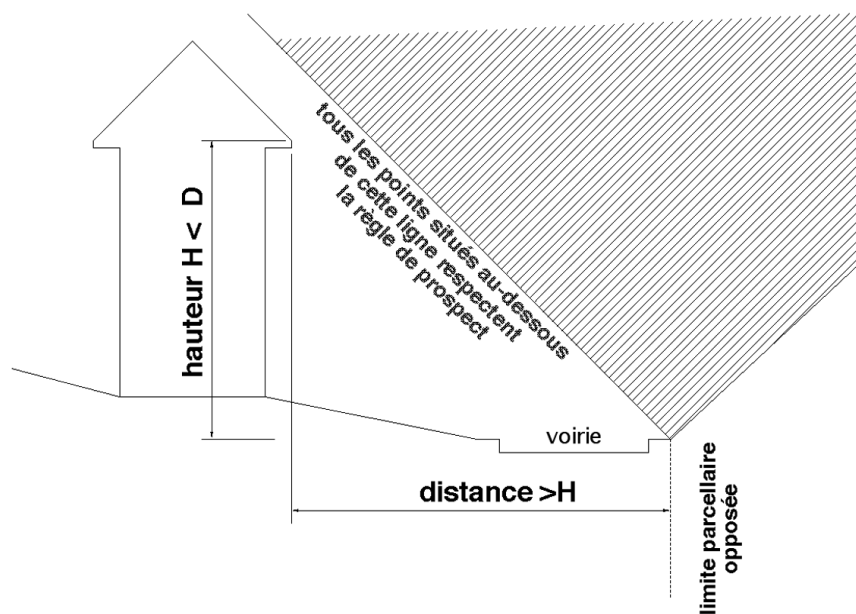 hauteur H < D
tous les points situés au-dessous
de cette ligne respectent
la règle de prospect
voirie
distance >H
limite parcellaire
opposée